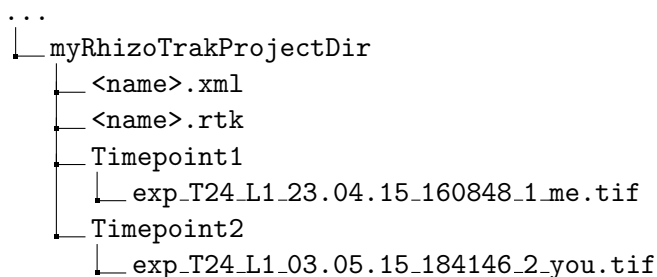 ...
myRhizoTrakProjectDir
<name>.xml
<name>.rtk
Timepoint1
exp_T24_L1_23.04.15_160848_1_me.tif
Timepoint2
exp_T24_L1_03.05.15_184146_2_you.tif